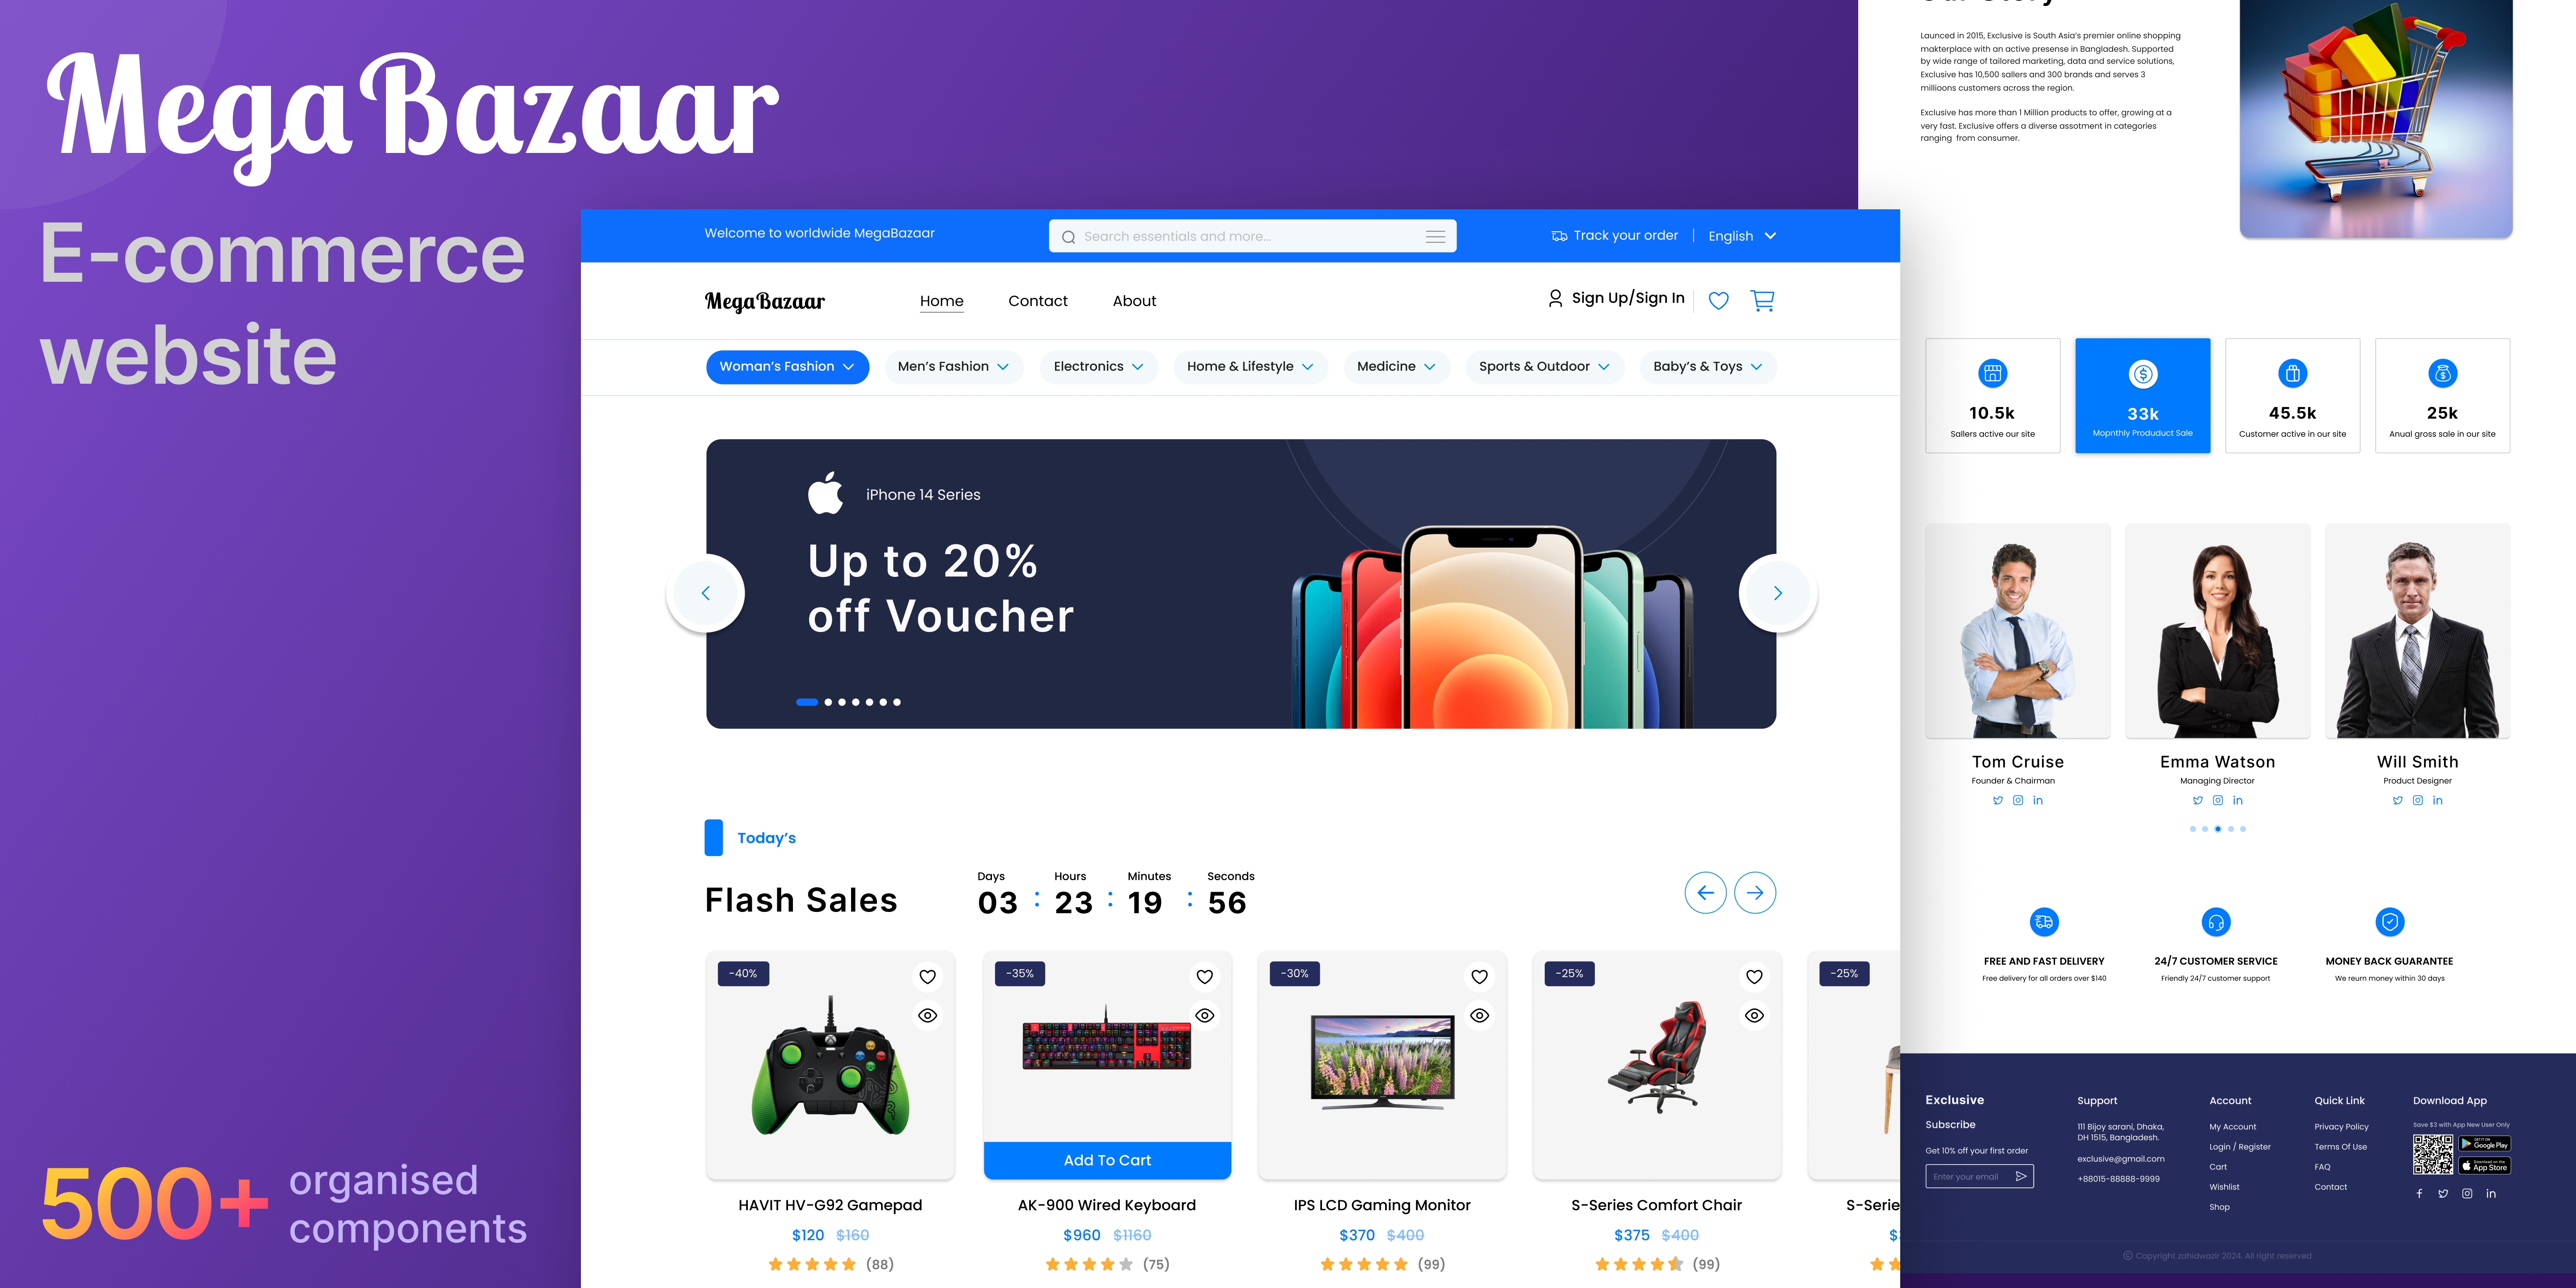 MegaBazaar
E-commerce
website
500+
organised
components
Welcome to worldwide MegaBazaar
Search essentials and more...
Track your order
English
MegaBazaar
Home
Contact
About
Sign Up/Sign In
Woman's Fashion
Men's Fashion
Electronics
Home & Lifestyle
Medicine
Sports & Outdoor
Baby's & Toys
iPhone 14 Series
Up to 20%
off Voucher
Today's
Flash Sales
Days
Hours
Minutes
Seconds
03 : 23 : 19 : 56
-40%
-35%
-30%
-25%
-25%
Add To Cart
HAVIT HV-G92 Gamepad
$120 $160
(88)
AK-900 Wired Keyboard
$960 $1160
(75)
IPS LCD Gaming Monitor
$370 $400
(99)
S-Series Comfort Chair
$375 $400
(99)
S-Serie
Launced in 2015, Exclusive is South Asia's premier online shopping
makterplace with an active presense in Bangladesh. Supported
by wide range of tailored marketing, data and service solutions,
Exclusive has 10,500 sallers and 300 brands and serves 3
millioons customers across the region.
Exclusive has more than 1 Million products to offer, growing at a
very fast. Exclusive offers a diverse assotment in categories
ranging from consumer.
10.5k
Sallers active our site
33k
Mopnthly Produduct Sale
45.5k
Customer active in our site
25k
Anual gross sale in our site
Tom Cruise
Founder & Chairman
Emma Watson
Managing Director
Will Smith
Product Designer
FREE AND FAST DELIVERY
Free delivery for all orders over $140
24/7 CUSTOMER SERVICE
Friendly 24/7 customer support
MONEY BACK GUARANTEE
We reurn money within 30 days
Exclusive
Subscribe
Get 10% off your first order
Enter your email
Support
111 Bijoy sarani, Dhaka,
DH 1515, Bangladesh.
exclusive@gmail.com
+88015-88888-9999
Account
My Account
Login / Register
Cart
Wishlist
Shop
Quick Link
Privacy Policy
Terms Of Use
FAQ
Contact
Download App
Save $3 with App New User Only
GET IT ON
Google Play
Download on the
App Store
© Copyright zahidwazir 2024. All right reserved